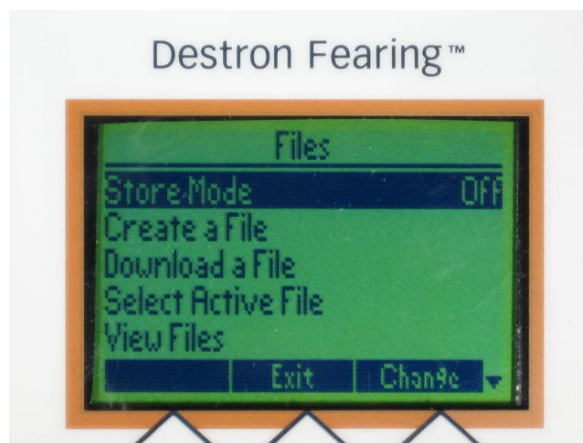 Destron Fearing™
Files
Store Mode Off
Create a File
Download a File
Select Active File
View Files
Exit Change